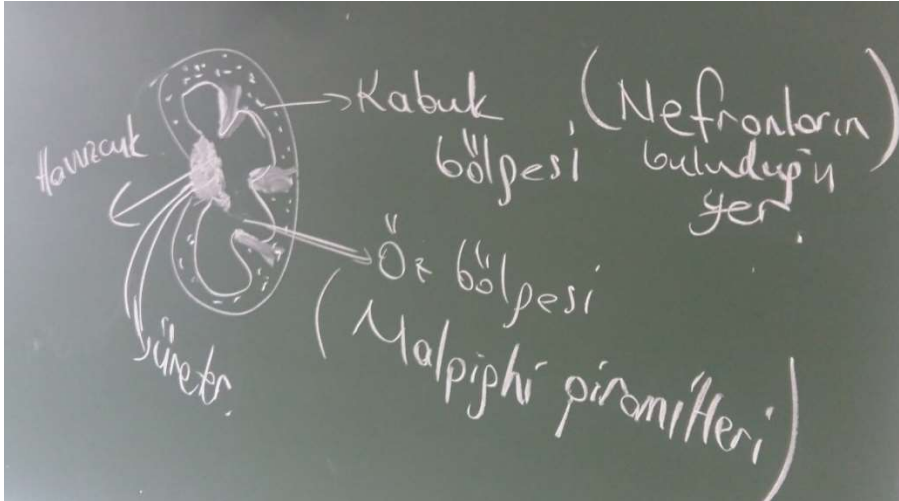 Havuzcuk
Kabuk
bölgesi
(Nefronların
bulunduğu
yer)
Öz bölgesi
(Malpighi piramitleri)
üreter